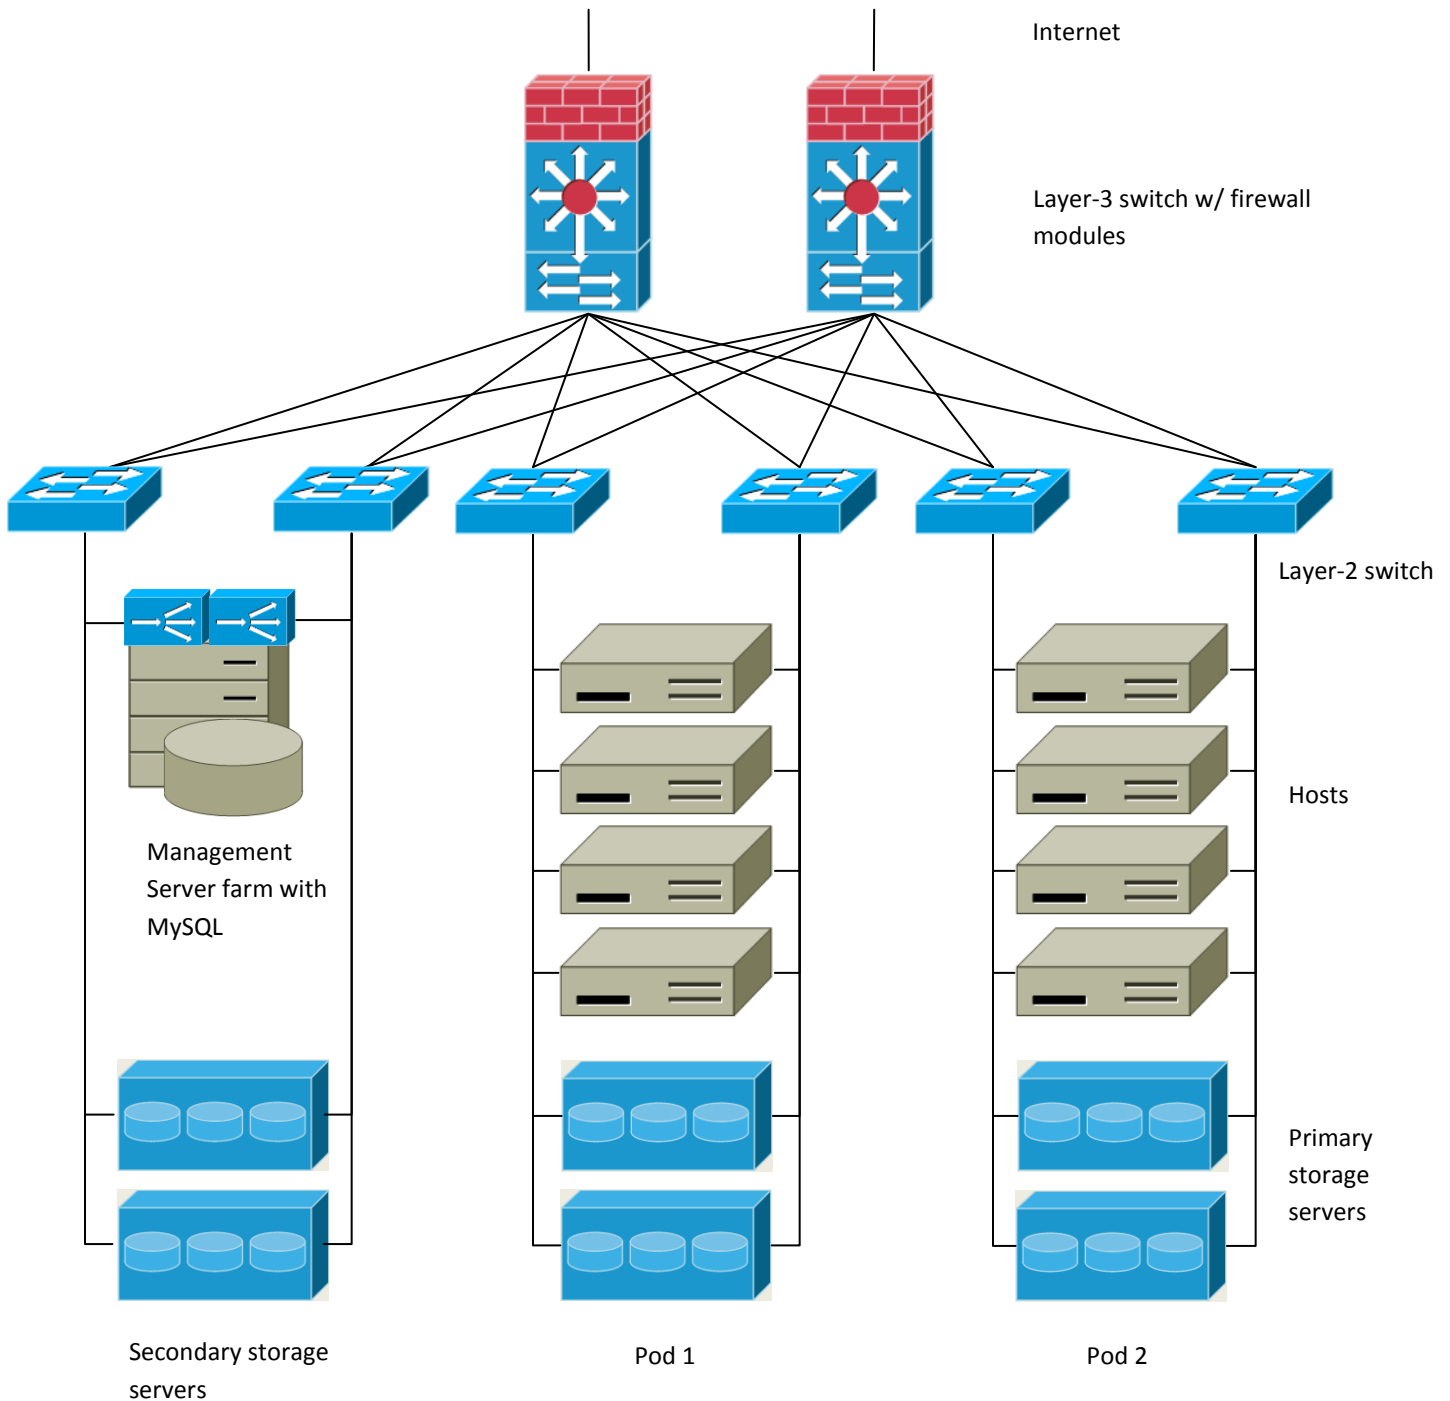 Internet
Layer-3 switch w/ firewall
modules
Layer-2 switch
Hosts
Management
Server farm with
MySQL
Primary
storage
servers
Secondary storage
servers
Pod 1
Pod 2